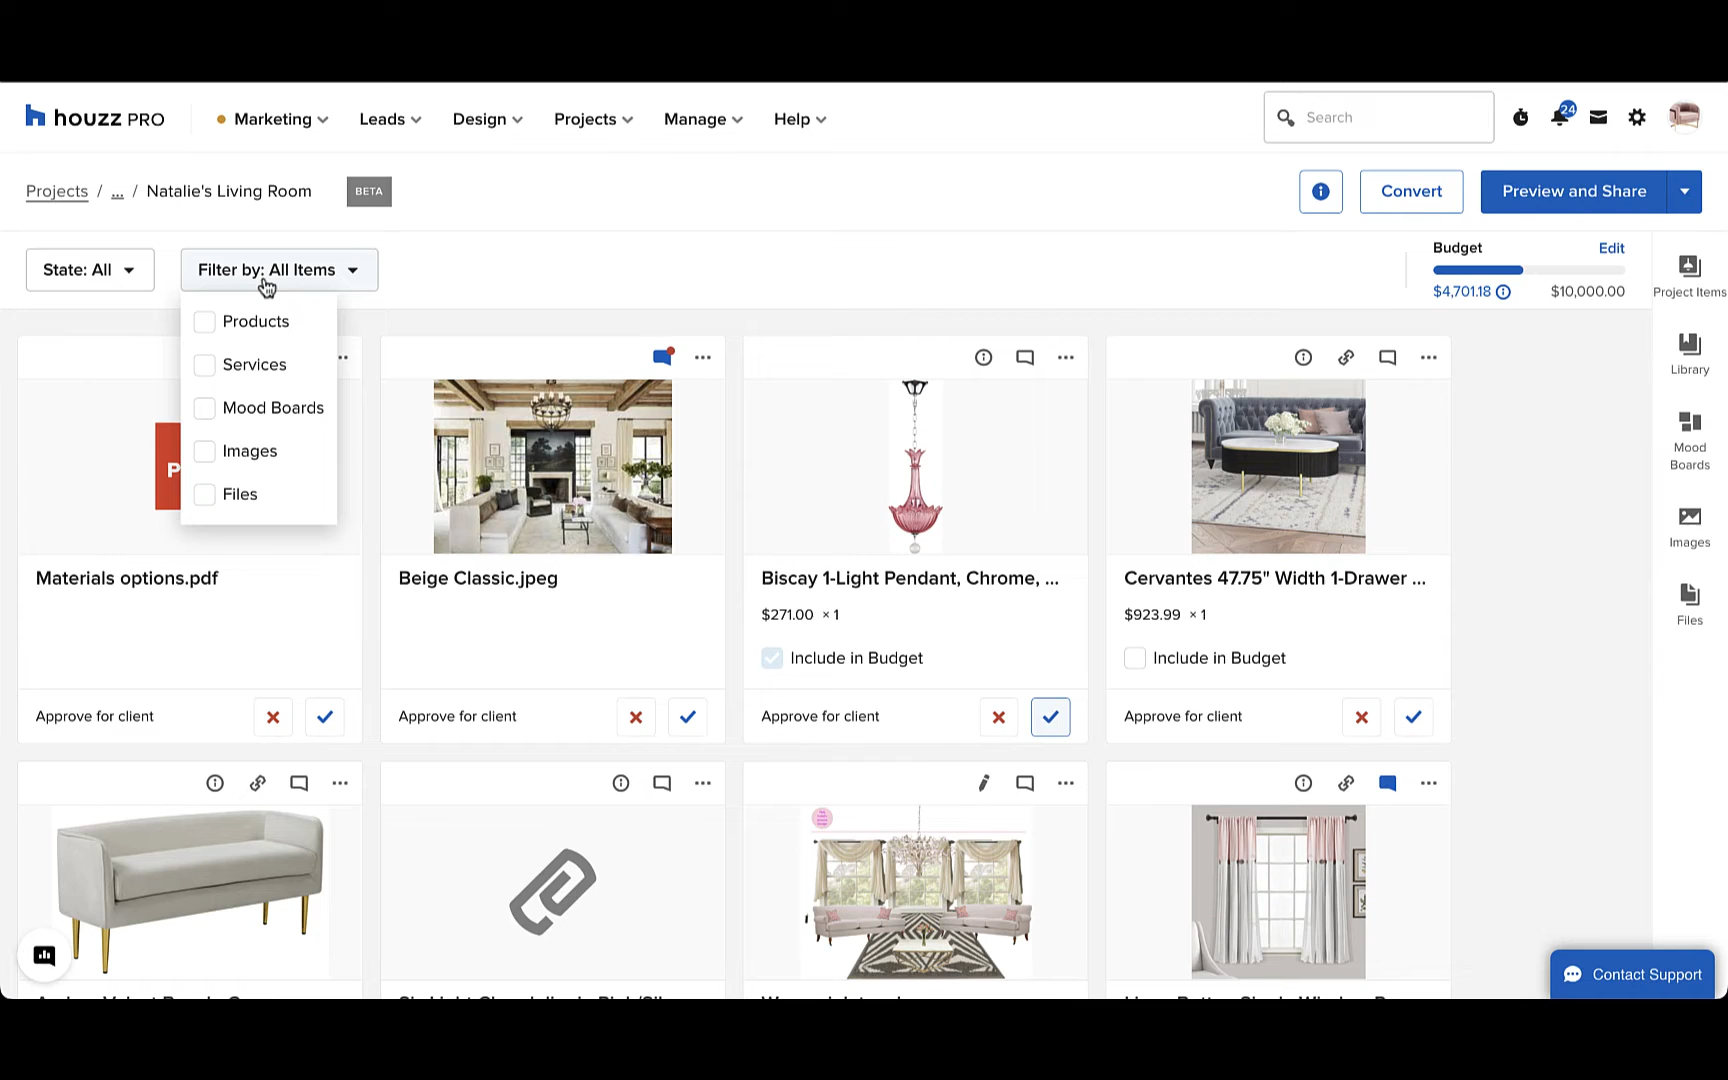 houzz PRO
Marketing
Leads
Design
Projects
Manage
Help
Search
24
Projects / ... / Natalie's Living Room
BETA
Convert
Preview and Share
State: All
Filter by: All Items
Budget
Edit
$4,701.18
$10,000.00
Products
Services
Mood Boards
Images
Files
Project Items
Library
Mood
Boards
Images
Files
P
Materials options.pdf
Approve for client
Beige Classic.jpeg
Approve for client
Biscay 1-Light Pendant, Chrome, ...
$271.00 × 1
Include in Budget
Approve for client
Cervantes 47.75" Width 1-Drawer ...
$923.99 × 1
Include in Budget
Approve for client
Contact Support